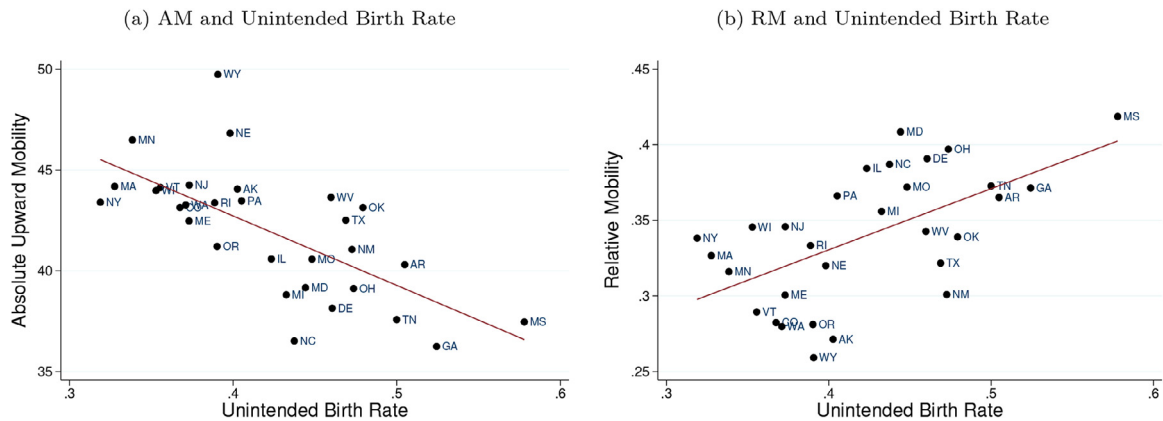 (a) AM and Unintended Birth Rate
50
45
40
35
Absolute Upward Mobility
WY
NE
MN
MA
NY
VT
WI
NJ
WA
CO
ME
RI
AK
PA
OR
WV
OK
TX
NM
IL
MO
AR
MD
MI
OH
DE
TN
MS
NC
GA
.3
.4
.5
.6
Unintended Birth Rate
(b) RM and Unintended Birth Rate
.45
.4
.35
.3
.25
Relative Mobility
MS
MD
OH
DE
NC
IL
MO
TN
GA
AR
PA
MI
WI
NJ
NY
RI
WV
OK
MA
NE
TX
MN
ME
NM
VT
CO
WA
OR
AK
WY
.3
.4
.5
.6
Unintended Birth Rate